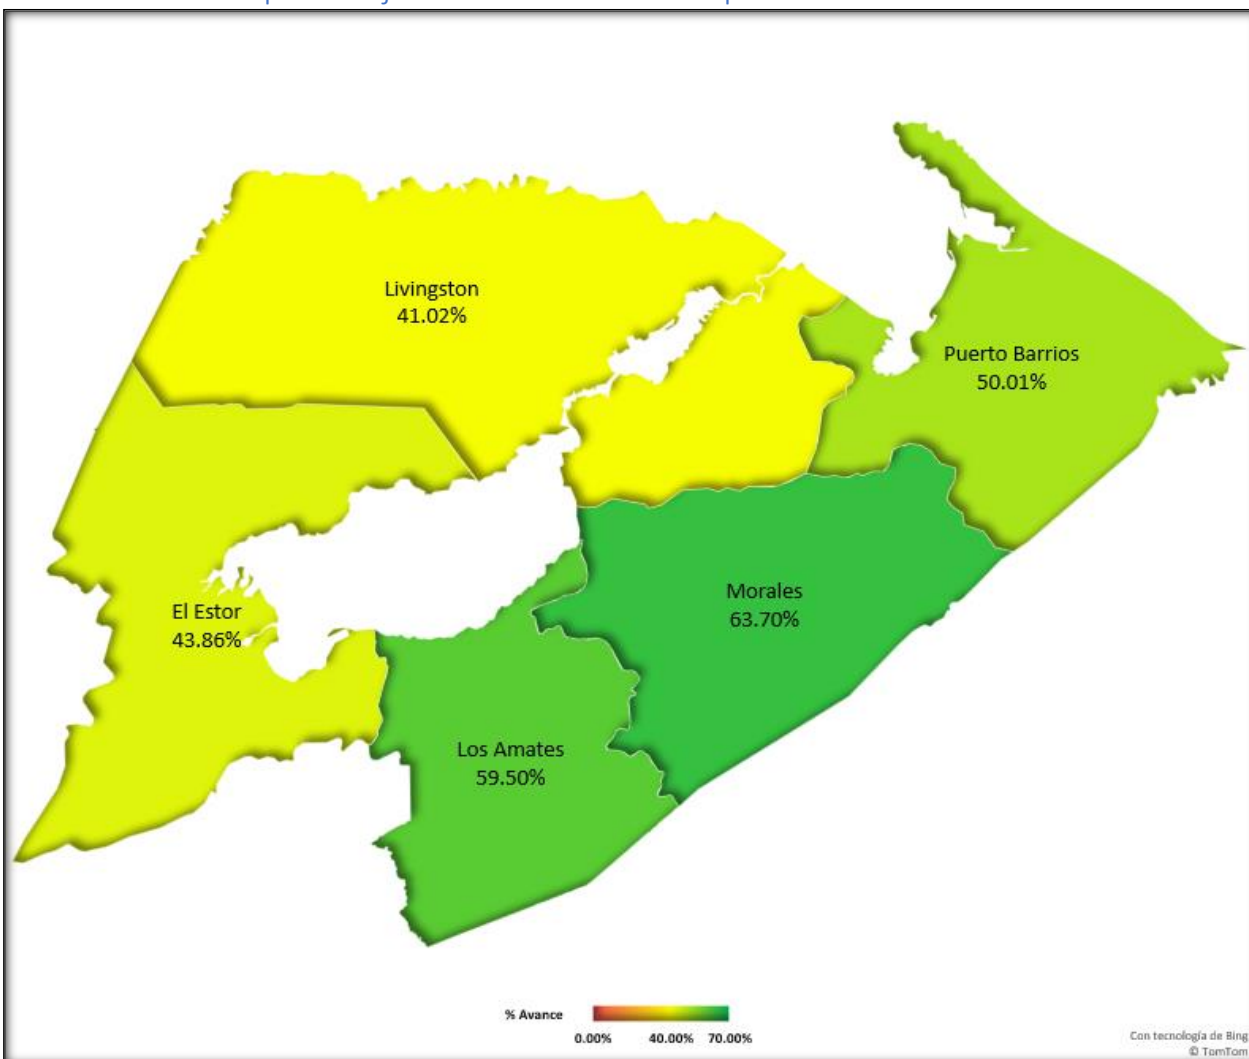 Livingston
41.02%
Puerto Barrios
50.01%
El Estor
43.86%
Morales
63.70%
Los Amates
59.50%
% Avance
0.00% 40.00% 70.00%
Con tecnología de Bing
© TomTom